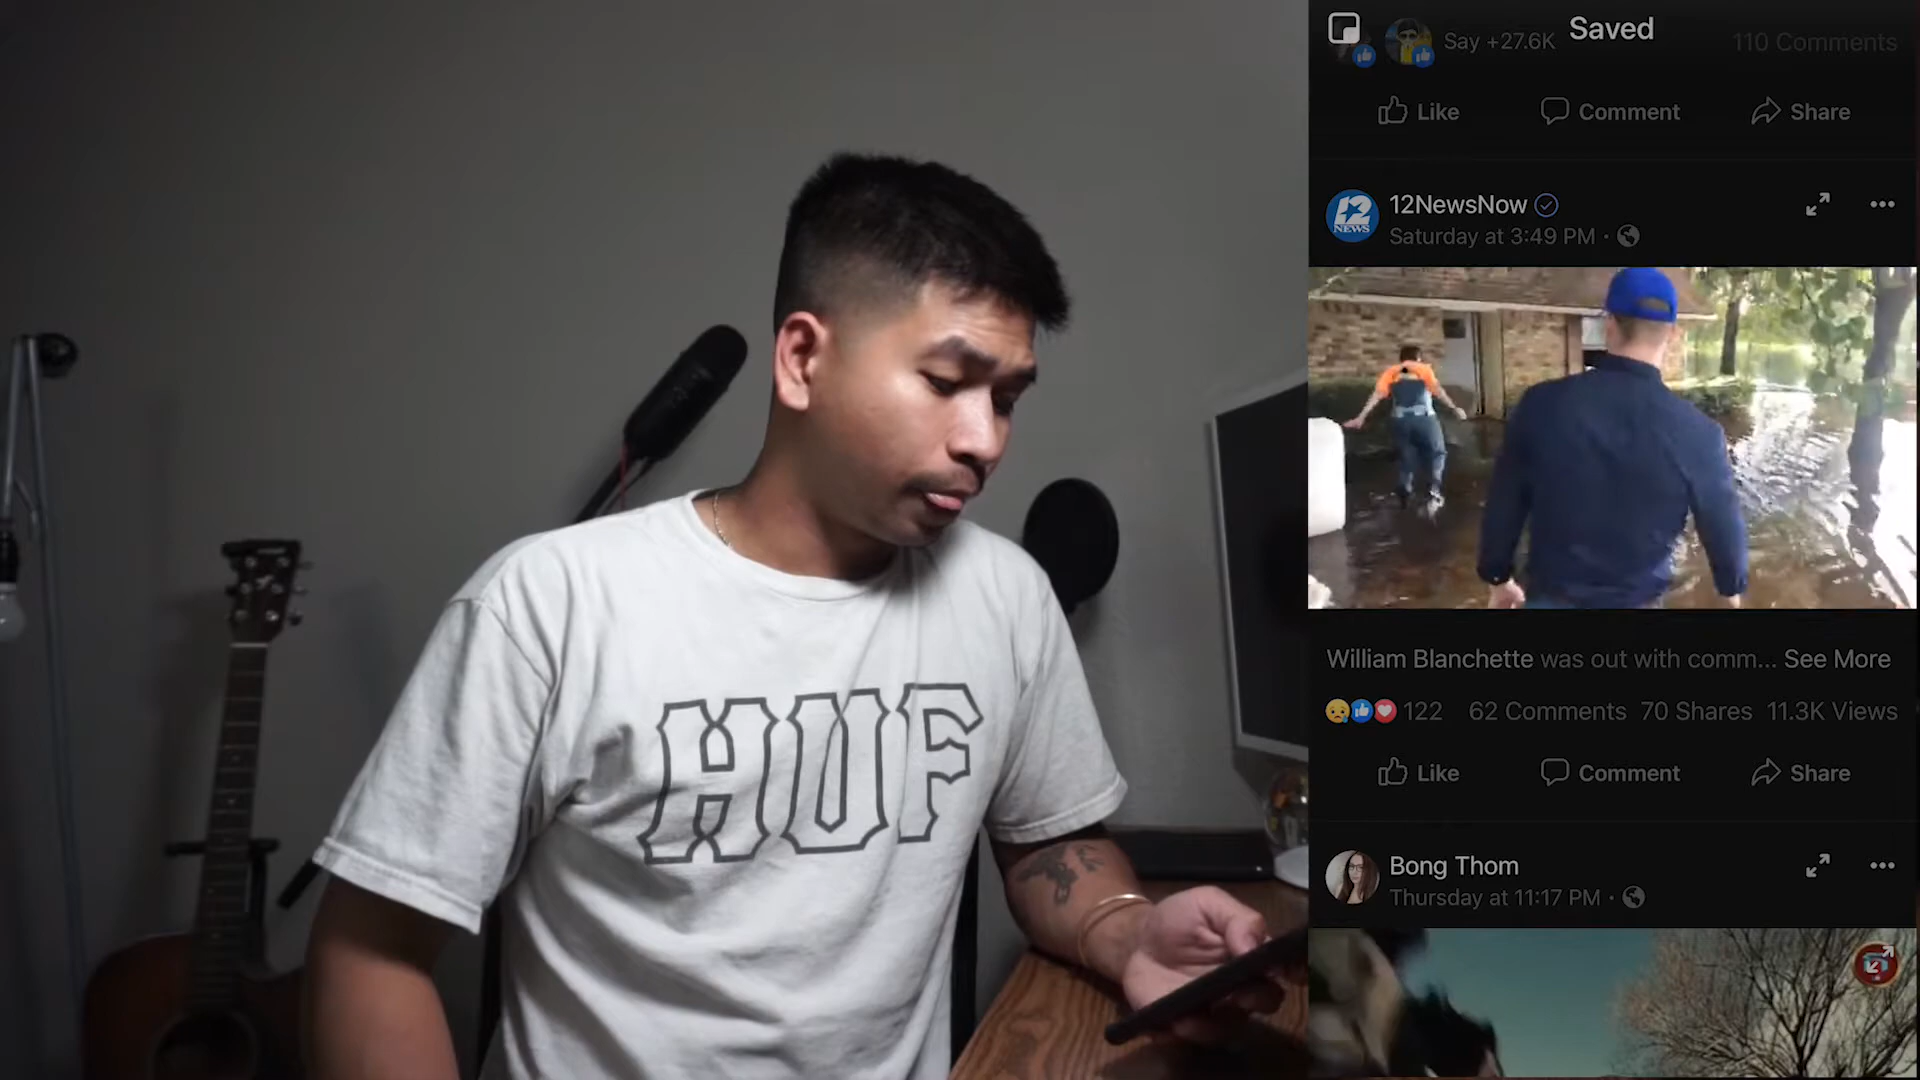 Say +27.6K
Saved
110 Comments
Like
Comment
Share
12NewsNow
12
NEWS
Saturday at 3:49 PM ·
William Blanchette was out with comm... See More
122
62 Comments
70 Shares
11.3K Views
Like
Comment
Share
Bong Thom
Thursday at 11:17 PM ·
HUF